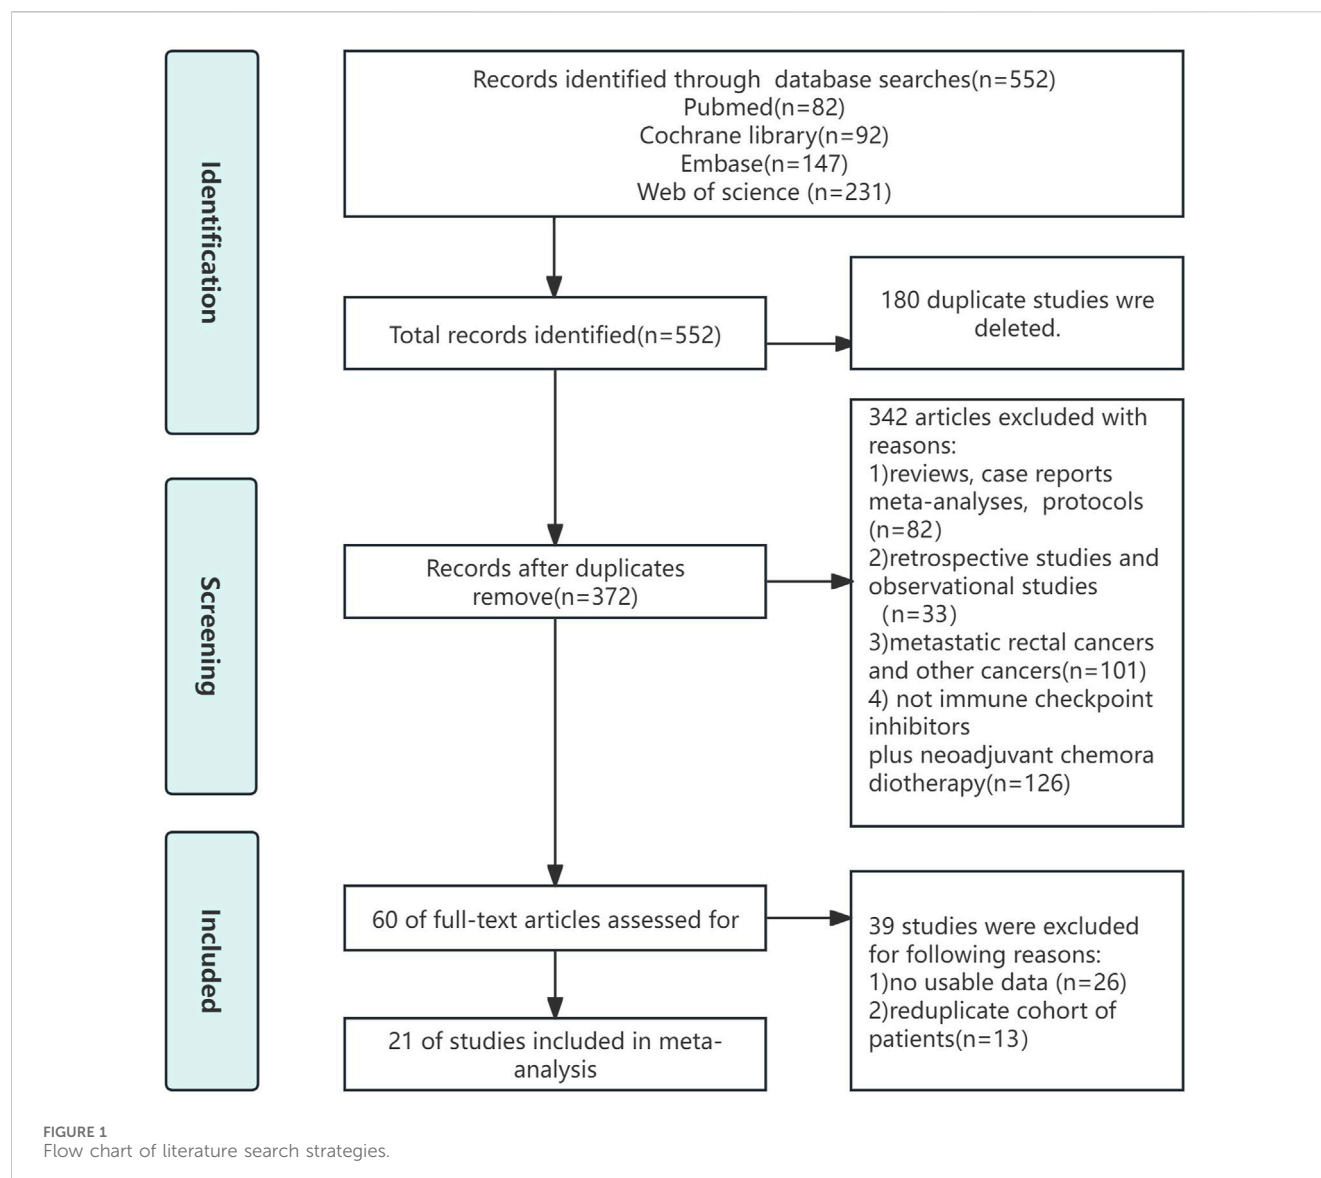 Identification
Records identified through database searches(n=552)
Pubmed(n=82)
Cochrane library(n=92)
Embase(n=147)
Web of science (n=231)
Total records identified(n=552)
180 duplicate studies wre
deleted.
Screening
Records after duplicates
remove(n=372)
342 articles excluded with
reasons:
1)reviews, case reports
meta-analyses, protocols
(n=82)
2)retrospective studies and
observational studies
(n=33)
3)metastatic rectal cancers
and other cancers(n=101)
4) not immune checkpoint
inhibitors
plus neoadjuvant chemora
diotherapy(n=126)
Included
60 of full-text articles assessed for
39 studies were excluded
for following reasons:
1)no usable data (n=26)
2)reduplicate cohort of
patients(n=13)
21 of studies included in meta-
analysis
FIGURE 1
Flow chart of literature search strategies.